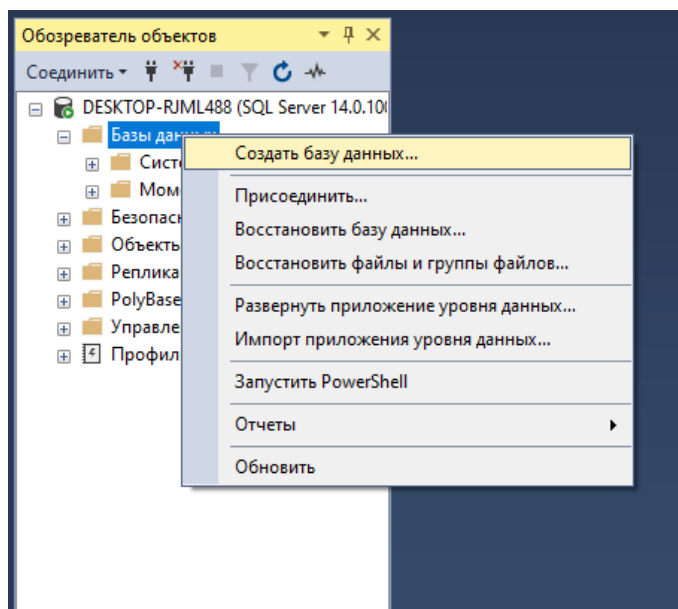 Обозреватель объектов
Соединить
DESKTOP-RJML488 (SQL Server 14.0.10
Базы данных
Сист
Мом
Безопасн
Объекты
Реплика
PolyBase
Управле
Профил
Создать базу данных...
Присоединить...
Восстановить базу данных...
Восстановить файлы и группы файлов...
Развернуть приложение уровня данных...
Импорт приложения уровня данных...
Запустить PowerShell
Отчеты
Обновить